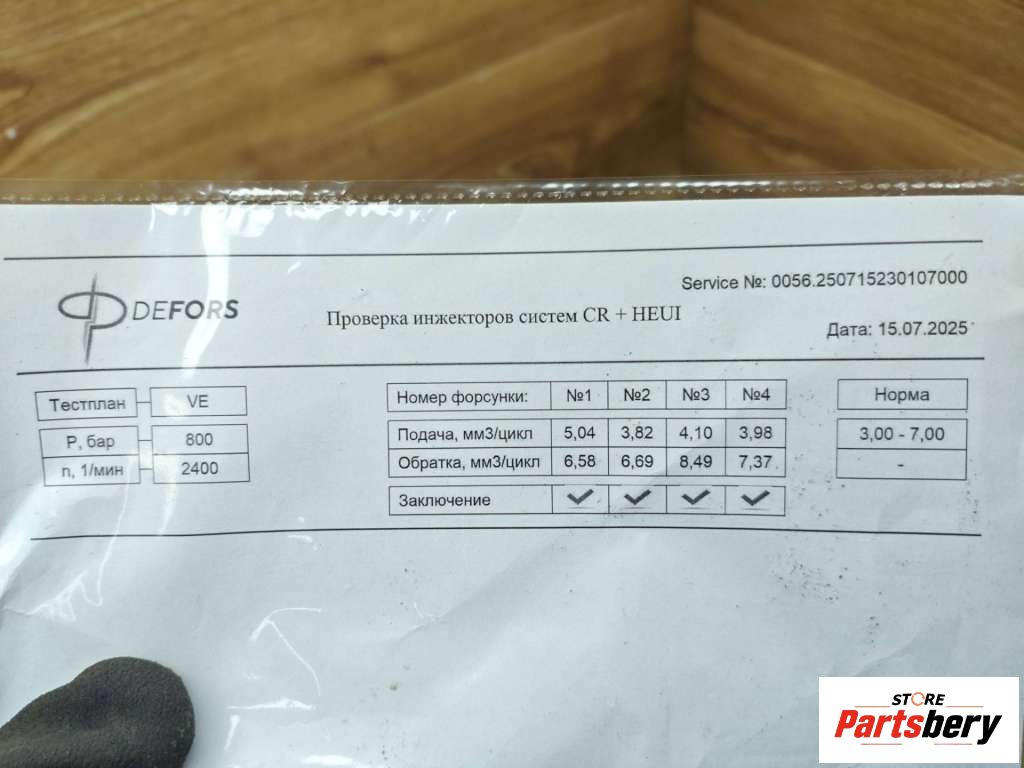 DEFORS
Проверка инжекторов систем CR + HEUI
Service №: 0056.250715230107000
Дата: 15.07.2025
Тестплан VE
P, бар 800
n, 1/мин 2400
Номер форсунки: №1 №2 №3 №4
Подача, мм3/цикл 5,04 3,82 4,10 3,98
Обратка, мм3/цикл 6,58 6,69 8,49 7,37
Заключение
Норма
3,00 - 7,00
-
STORE
Partsbery